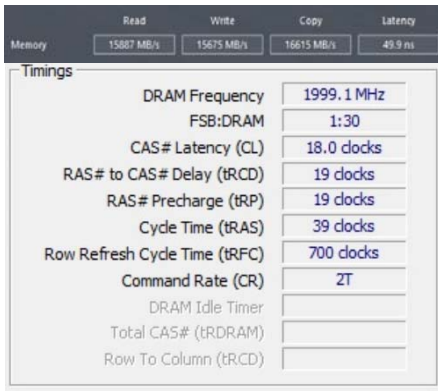 Read Write Copy Latency
Memory 15887 MB/s 15675 MB/s 16615 MB/s 49.9 ns
Timings
DRAM Frequency 1999.1 MHz
FSB:DRAM 1:30
CAS# Latency (CL) 18.0 clocks
RAS# to CAS# Delay (tRCD) 19 clocks
RAS# Precharge (tRP) 19 clocks
Cycle Time (tRAS) 39 clocks
Row Refresh Cycle Time (tRFC) 700 clocks
Command Rate (CR) 2T
DRAM Idle Timer
Total CAS# (tRDRAM)
Row To Column (tRCD)